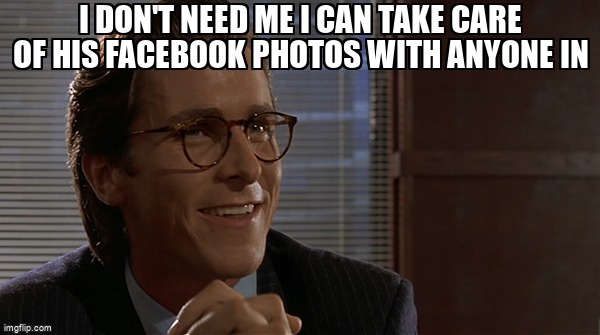 I DON'T NEED ME I CAN TAKE CARE
OF HIS FACEBOOK PHOTOS WITH ANYONE IN
imgflip.com